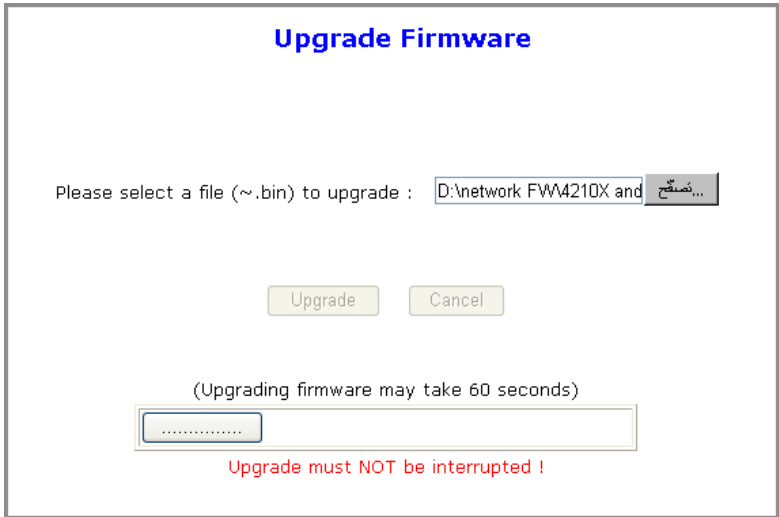 Upgrade Firmware
Please select a file (~.bin) to upgrade : D:\network FW\4210X and تصفّح...
Upgrade Cancel
(Upgrading firmware may take 60 seconds)
...............
Upgrade must NOT be interrupted !